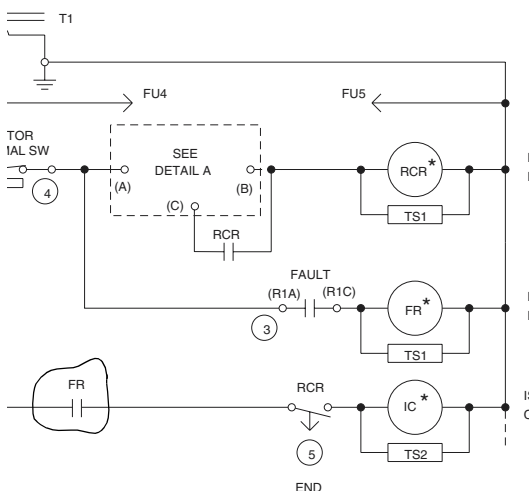 T1
FU4
FU5
TOR
MAL SW
SEE
DETAIL A
(A)
(B)
(C)
4
RCR
RCR*
TS1
FAULT
(R1A)
(R1C)
3
FR*
TS1
FR
RCR
IC*
5
TS2
END